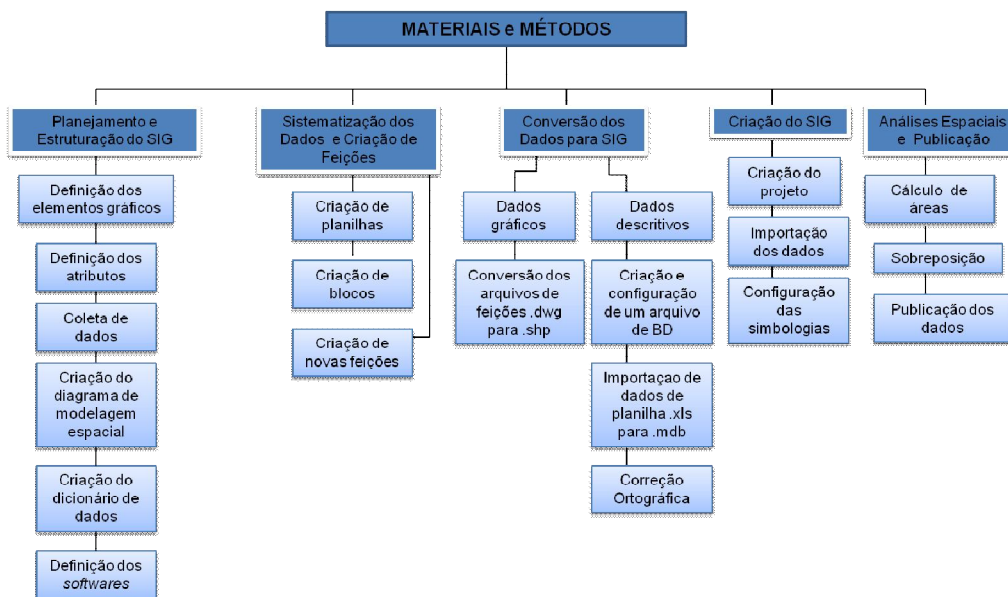 MATERIAIS e MÉTODOS
Planejamento e
Estruturação do SIG
Definição dos
elementos gráficos
Definição dos
atributos
Coleta de
dados
Criação do
diagrama de
modelagem
espacial
Criação do
dicionário de
dados
Definição dos
softwares
Sistematização dos
Dados e Criação de
Feições
Criação de
planilhas
Criação de
blocos
Criação de
novas feições
Conversão dos
Dados para SIG
Dados
gráficos
Conversão dos
arquivos de
feições .dwg
para .shp
Dados
descritivos
Criação e
configuração
de um arquivo
de BD
Importaçao de
dados de
planilha .xls
para .mdb
Correção
Ortográfica
Criação do SIG
Criação do
projeto
Importação
dos dados
Configuração
das
simbologias
Análises Espaciais
e Publicação
Cálculo de
áreas
Sobreposição
Publicação dos
dados